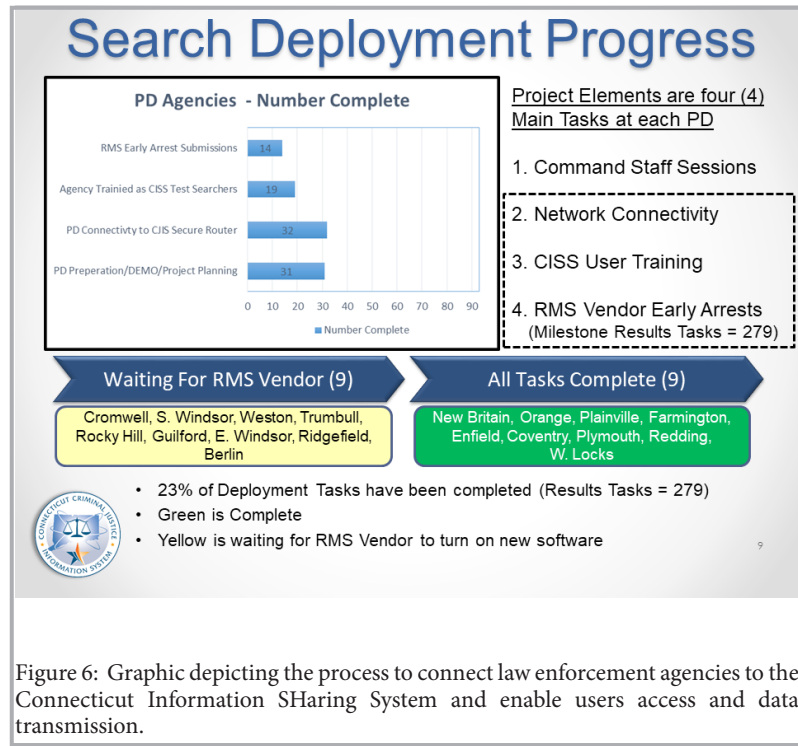 Search Deployment Progress
PD Agencies - Number Complete
RMS Early Arrest Submissions
14
Agency Trainied as CISS Test Searchers
19
PD Connectivty to CJIS Secure Router
32
PD Preperation/DEMO/Project Planning
31
0 10 20 30 40 50 60 70 80 90
Number Complete
Project Elements are four (4)
Main Tasks at each PD
1. Command Staff Sessions
2. Network Connectivity
3. CISS User Training
4. RMS Vendor Early Arrests
(Milestone Results Tasks = 279)
Waiting For RMS Vendor (9)
Cromwell, S. Windsor, Weston, Trumbull,
Rocky Hill, Guilford, E. Windsor, Ridgefield,
Berlin
All Tasks Complete (9)
New Britain, Orange, Plainville, Farmington,
Enfield, Coventry, Plymouth, Redding,
W. Locks
CONNECTICUT CRIMINAL JUSTICE
INFORMATION SYSTEM
• 23% of Deployment Tasks have been completed (Results Tasks = 279)
• Green is Complete
• Yellow is waiting for RMS Vendor to turn on new software
9
Figure 6: Graphic depicting the process to connect law enforcement agencies to the
Connecticut Information SHaring System and enable users access and data
transmission.